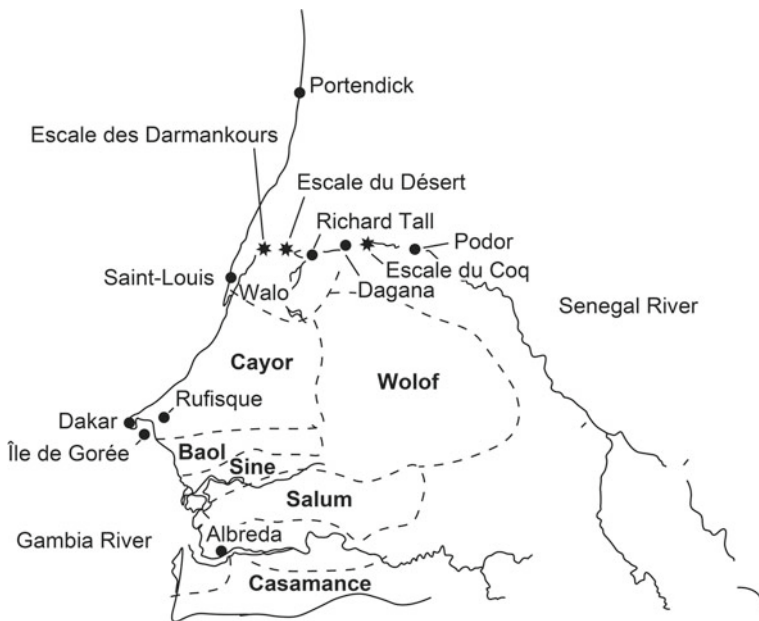 Portendick
Escale des Darmankours
Escale du Désert
Richard Tall
Podor
Escale du Coq
Saint-Louis
Walo
Dagana
Senegal River
Cayor
Wolof
Rufisque
Dakar
Île de Gorée
Baol
Sine
Salum
Gambia River
Albreda
Casamance